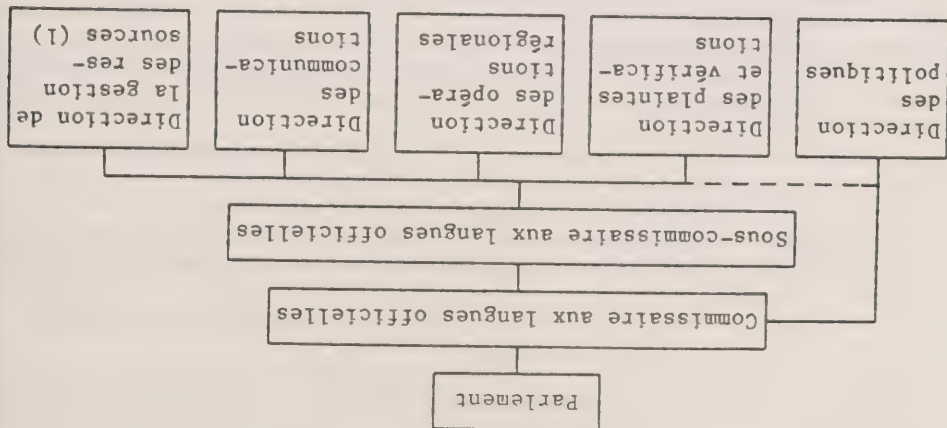 Parlement
Commissaire aux langues officielles
Sous-commissaire aux langues officielles
Direction
des
politiques
Direction
des plaintes
et vérifica-
tions
Direction
des opéra-
tions
régionales
Direction
des
communica-
tions
Direction de
la gestion
des res-
sources (1)